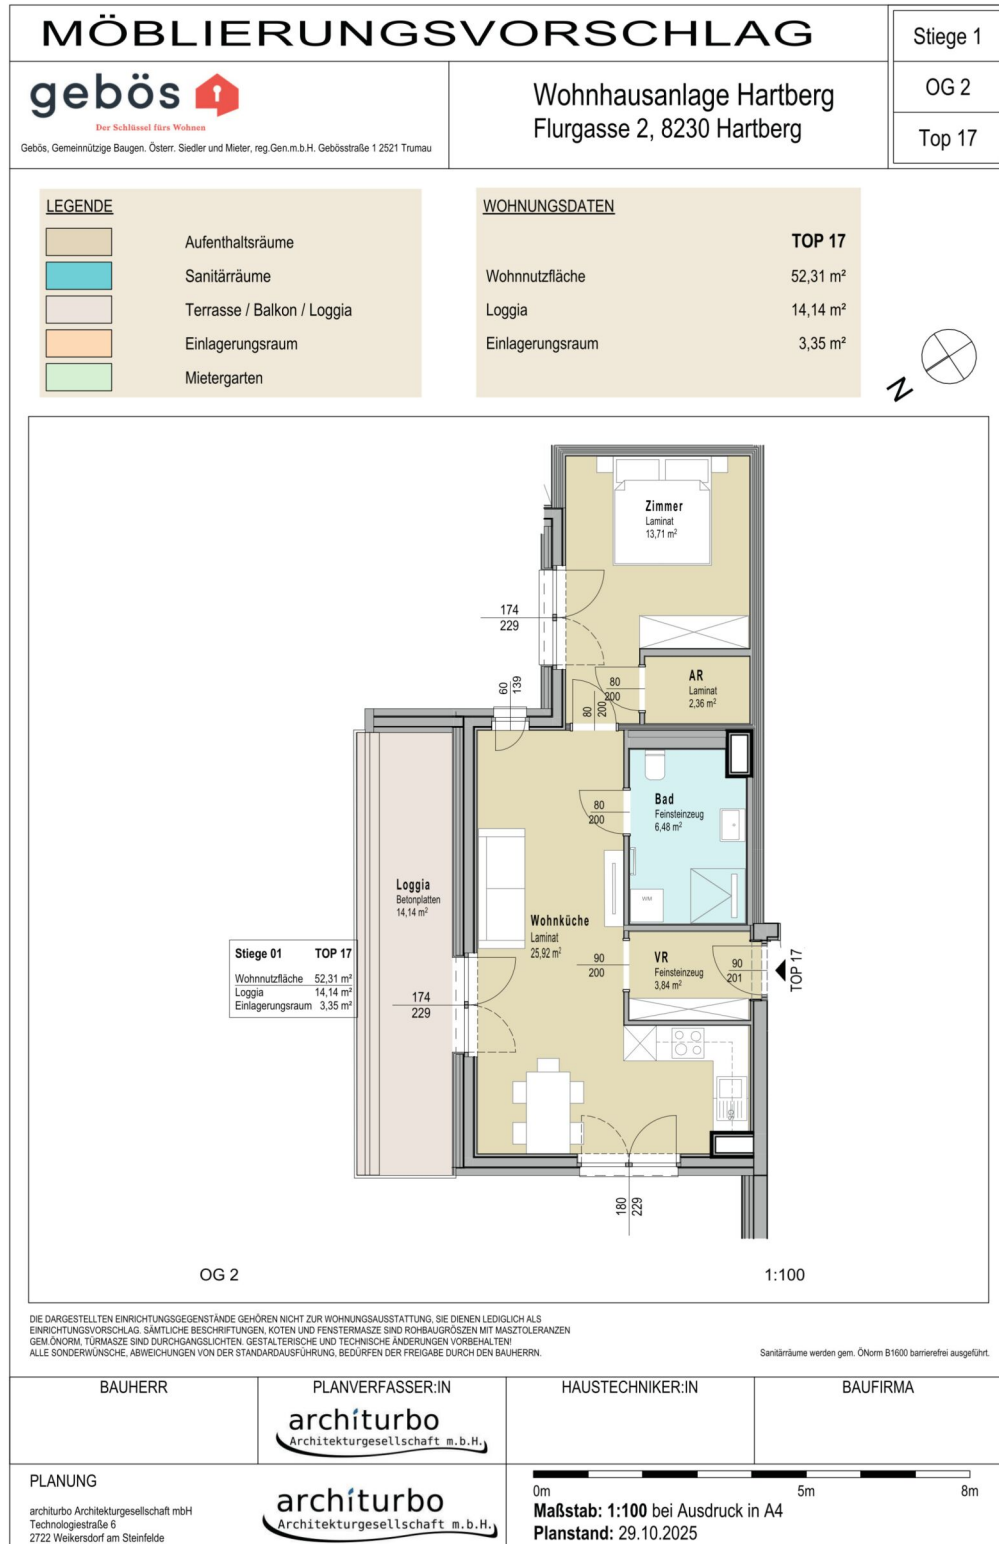 MÖBLIERUNGSVORSCHLAG
Stiege 1
OG 2
Top 17
gebös
Der Schlüssel fürs Wohnen
Gebös, Gemeinnützige Baugen. Österr. Siedler und Mieter, reg.Gen.m.b.H. Gebösstraße 1 2521 Trumau
Wohnhausanlage Hartberg
Flurgasse 2, 8230 Hartberg
LEGENDE
Aufenthaltsräume
Sanitärräume
Terrasse / Balkon / Loggia
Einlagerungsraum
Mietergarten
WOHNUNGSDATEN
TOP 17
Wohnnutzfläche 52,31 m²
Loggia 14,14 m²
Einlagerungsraum 3,35 m²
N
Zimmer
Laminat
13,71 m²
174
229
60
139
80
200
80
200
AR
Laminat
2,36 m²
80
200
Bad
Feinsteinzeug
6,48 m²
WM
Loggia
Betonplatten
14,14 m²
Wohnküche
Laminat
25,92 m²
90
200
VR
Feinsteinzeug
3,84 m²
90
201
TOP 17
Stiege 01 TOP 17
Wohnnutzfläche 52,31 m²
Loggia 14,14 m²
Einlagerungsraum 3,35 m²
174
229
180
229
OG 2
1:100
DIE DARGESTELLTEN EINRICHTUNGSGEGENSTÄNDE GEHÖREN NICHT ZUR WOHNUNGSAUSSTATTUNG, SIE DIENEN LEDIGLICH ALS
EINRICHTUNGSVORSCHLAG. SÄMTLICHE BESCHRIFTUNGEN, KOTEN UND FENSTERMASZE SIND ROHBAUGRÖSZEN MIT MASZTOLERANZEN
GEM.ÖNORM, TÜRMASZE SIND DURCHGANGSLICHTEN. GESTALTERISCHE UND TECHNISCHE ÄNDERUNGEN VORBEHALTEN!
ALLE SONDERWÜNSCHE, ABWEICHUNGEN VON DER STANDARDAUSFÜHRUNG, BEDÜRFEN DER FREIGABE DURCH DEN BAUHERRN.
Sanitärräume werden gem. ÖNorm B1600 barrierefrei ausgeführt.
BAUHERR
PLANVERFASSER:IN
HAUSTECHNIKER:IN
BAUFIRMA
architurbo
Architekturgesellschaft m.b.H.
PLANUNG
architurbo Architekturgesellschaft mbH
Technologiestraße 6
2722 Weikersdorf am Steinfelde
architurbo
Architekturgesellschaft m.b.H.
0m 5m 8m
Maßstab: 1:100 bei Ausdruck in A4
Planstand: 29.10.2025